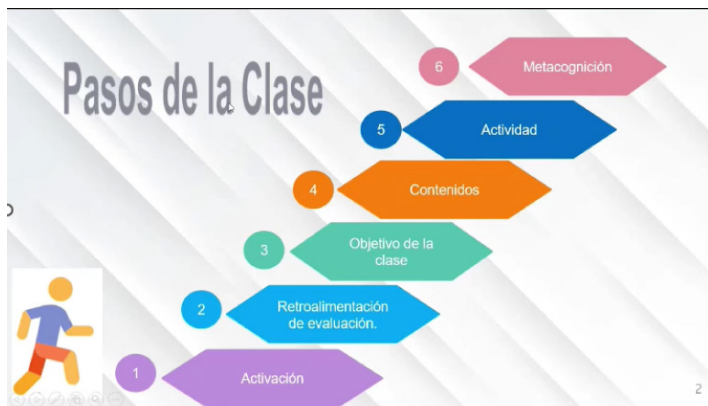 Pasos de la Clase
6
Metacognición
5
Actividad
4
Contenidos
3
Objetivo de la
clase
2
Retroalimentación
de evaluación.
1
Activación
2